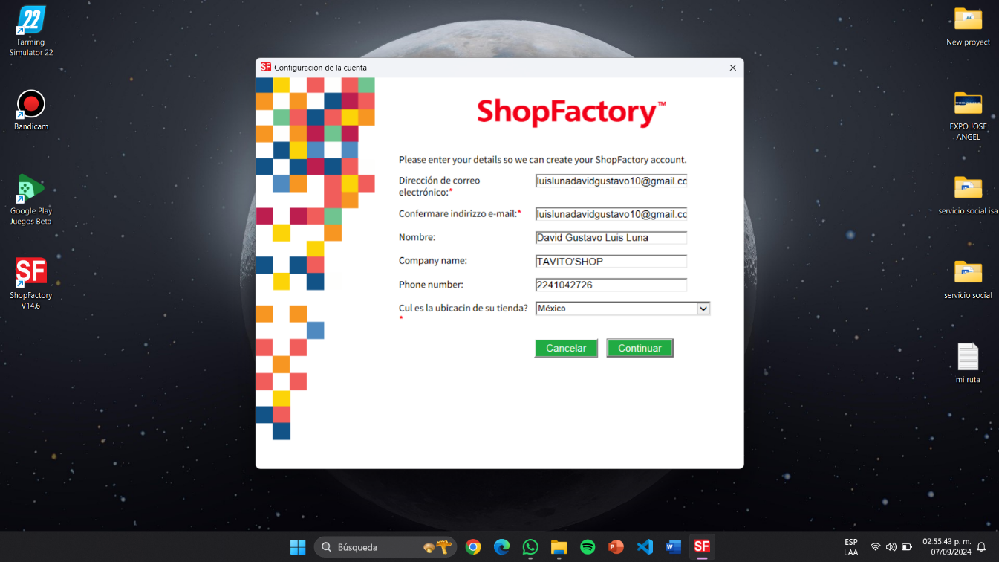 Farming
Simulator 22
Bandicam
Google Play
Juegos Beta
SF
ShopFactory
V14.6
SF Configuración de la cuenta
ShopFactory™
Please enter your details so we can create your ShopFactory account.
Dirección de correo
electrónico:*
luislunadavidgustavo10@gmail.cc
Confermare indirizzo e-mail:*
luislunadavidgustavo10@gmail.cc
Nombre:
David Gustavo Luis Luna
Company name:
TAVITO'SHOP
Phone number:
2241042726
Cul es la ubicacin de su tienda?
*
México
Cancelar
Continuar
New proyect
EXPO JOSE
ANGEL
servicio social isa
servicio social
mi ruta
22
Búsqueda
P
W
SF
ESP
LAA
02:55:43 p. m.
07/09/2024